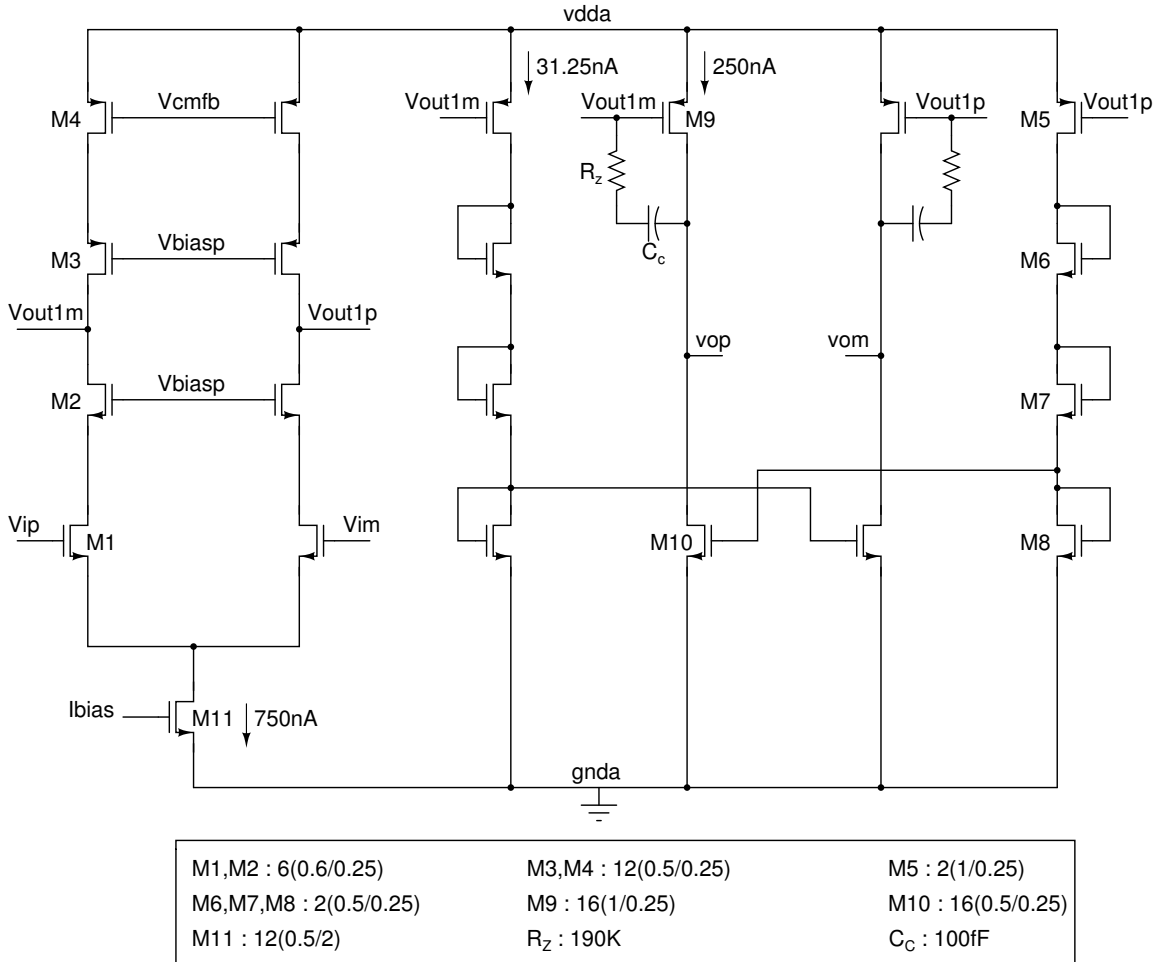 vdda
31.25nA
250nA
Vcmfb
M4
Vout1m
Vout1m
M9
Vout1p
M5
Vout1p
Rz
Cc
Vbiasp
M3
M6
Vout1m
Vout1p
vop
vom
Vbiasp
M2
M7
Vip
M1
Vim
M10
M8
Ibias
M11
750nA
gnda
M1,M2 : 6(0.6/0.25)
M3,M4 : 12(0.5/0.25)
M5 : 2(1/0.25)
M6,M7,M8 : 2(0.5/0.25)
M9 : 16(1/0.25)
M10 : 16(0.5/0.25)
M11 : 12(0.5/2)
RZ : 190K
CC : 100fF